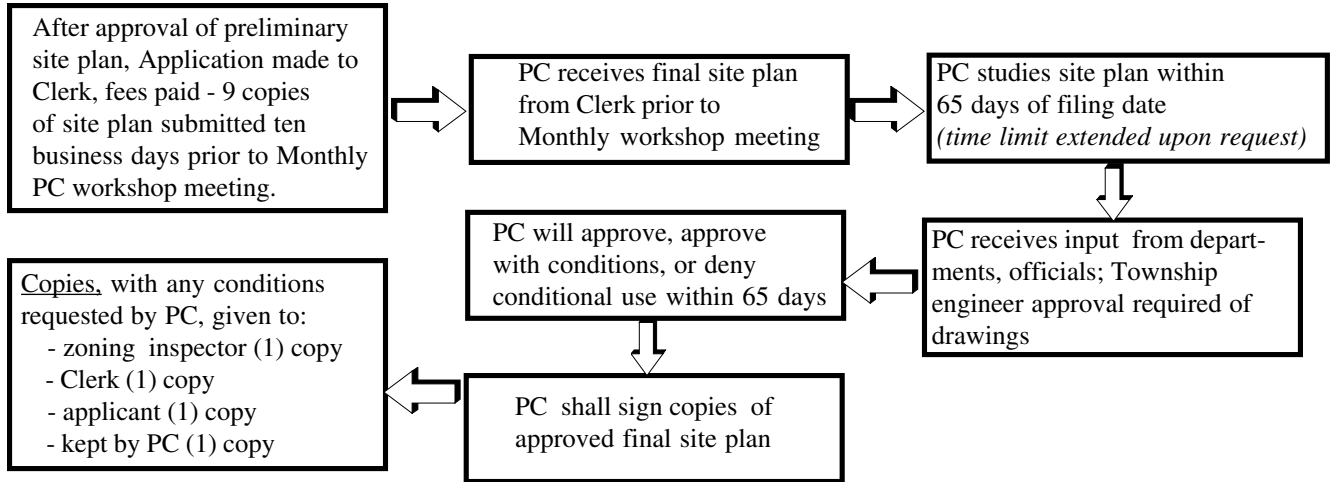 After approval of preliminary
site plan, Application made to
Clerk, fees paid - 9 copies
of site plan submitted ten
business days prior to Monthly
PC workshop meeting.
PC receives final site plan
from Clerk prior to
Monthly workshop meeting
PC studies site plan within
65 days of filing date
(time limit extended upon request)
PC receives input from depart-
ments, officials; Township
engineer approval required of
drawings
PC will approve, approve
with conditions, or deny
conditional use within 65 days
PC shall sign copies of
approved final site plan
Copies, with any conditions
requested by PC, given to:
- zoning inspector (1) copy
- Clerk (1) copy
- applicant (1) copy
- kept by PC (1) copy